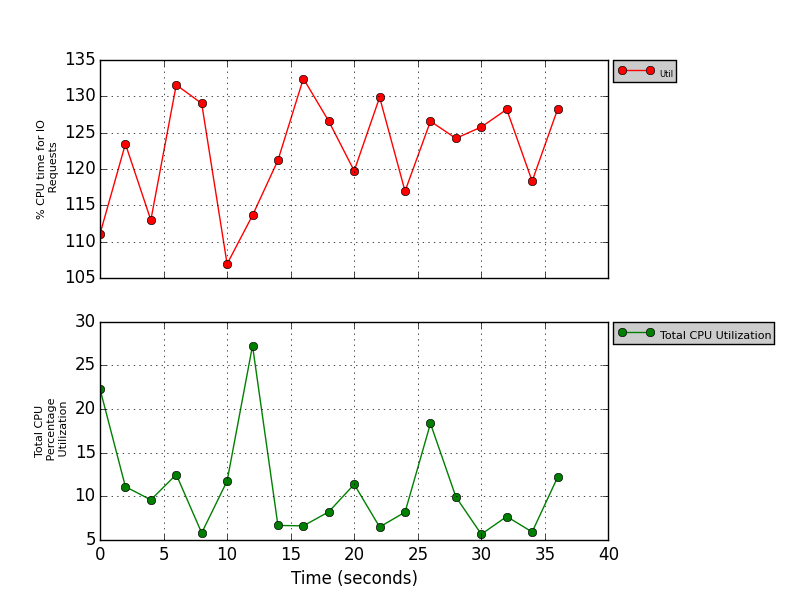 135
130
125
120
115
110
105
% CPU time for IO
Requests
Util
30
25
20
15
10
5
Total CPU
Percentage
Utilization
Total CPU Utilization
0 5 10 15 20 25 30 35 40
Time (seconds)